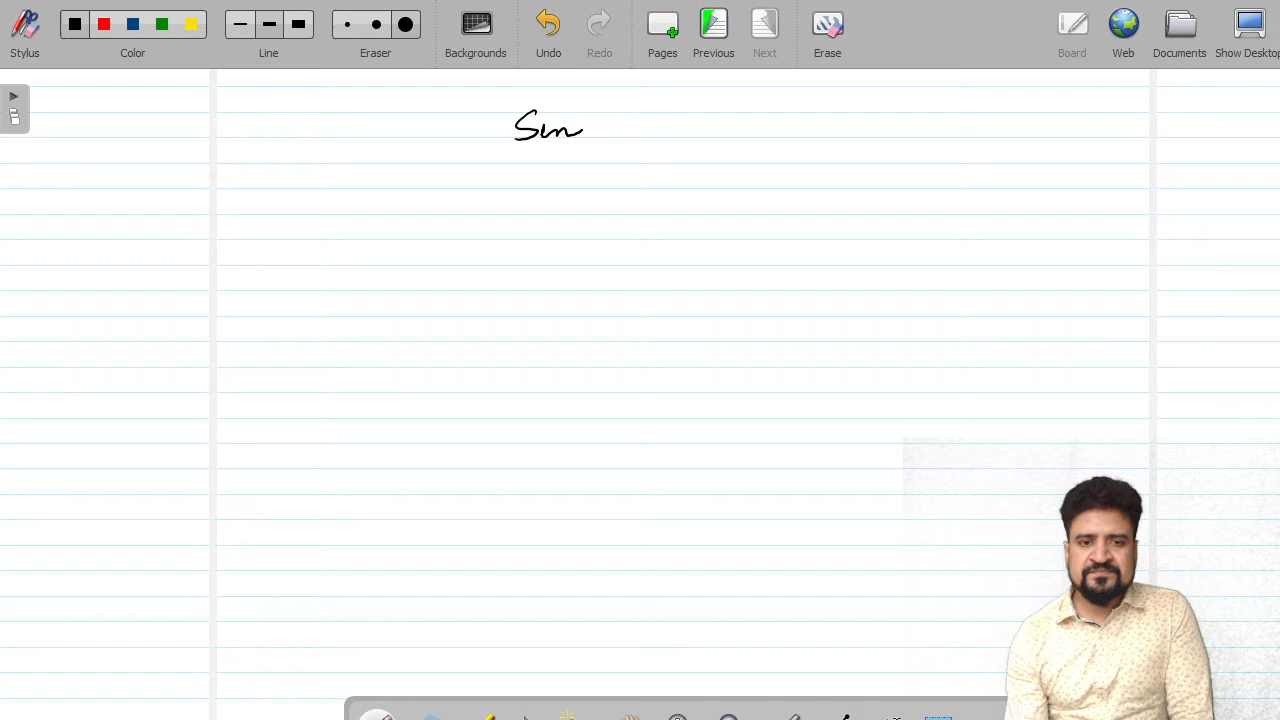 Stylus
Color
Line
Eraser
Backgrounds
Undo
Redo
Pages
Previous
Next
Erase
Board
Web
Documents
Show Desktop
Sin